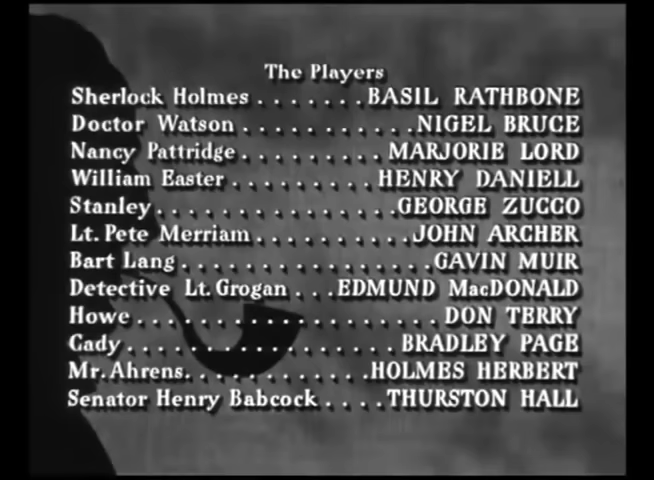 The Players
Sherlock Holmes . . . . . . . BASIL RATHBONE
Doctor Watson . . . . . . . . . . NIGEL BRUCE
Nancy Pattridge . . . . . . . . . MARJORIE LORD
William Easter . . . . . . . . . HENRY DANIELL
Stanley . . . . . . . . . . . . . . . GEORGE ZUCCO
Lt. Pete Merriam . . . . . . . . . . JOHN ARCHER
Bart Lang . . . . . . . . . . . . . . . . GAVIN MUIR
Detective Lt. Grogan . . . EDMUND MacDONALD
Howe . . . . . . . . . . . . . . . . . . . DON TERRY
Cady . . . . . . . . . . . . . . . . . BRADLEY PAGE
Mr. Ahrens . . . . . . . . . . . . HOLMES HERBERT
Senator Henry Babcock . . . . THURSTON HALL